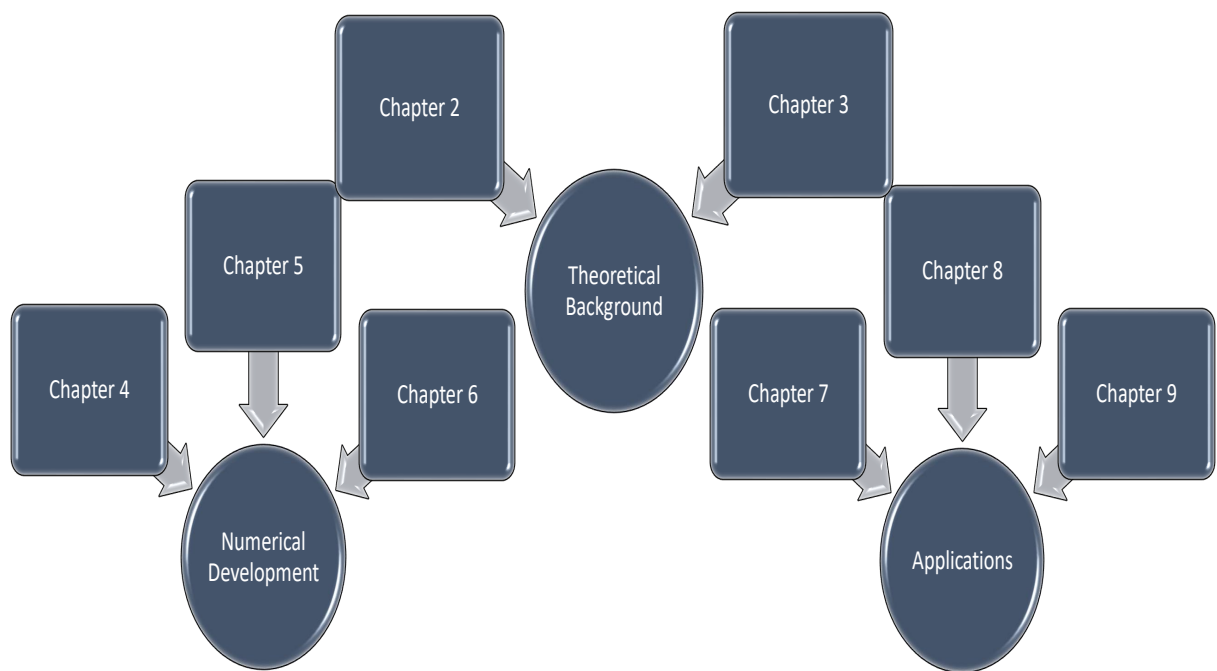 Chapter 2
Chapter 3
Chapter 5
Theoretical
Background
Chapter 8
Chapter 4
Chapter 6
Chapter 7
Chapter 9
Numerical
Development
Applications